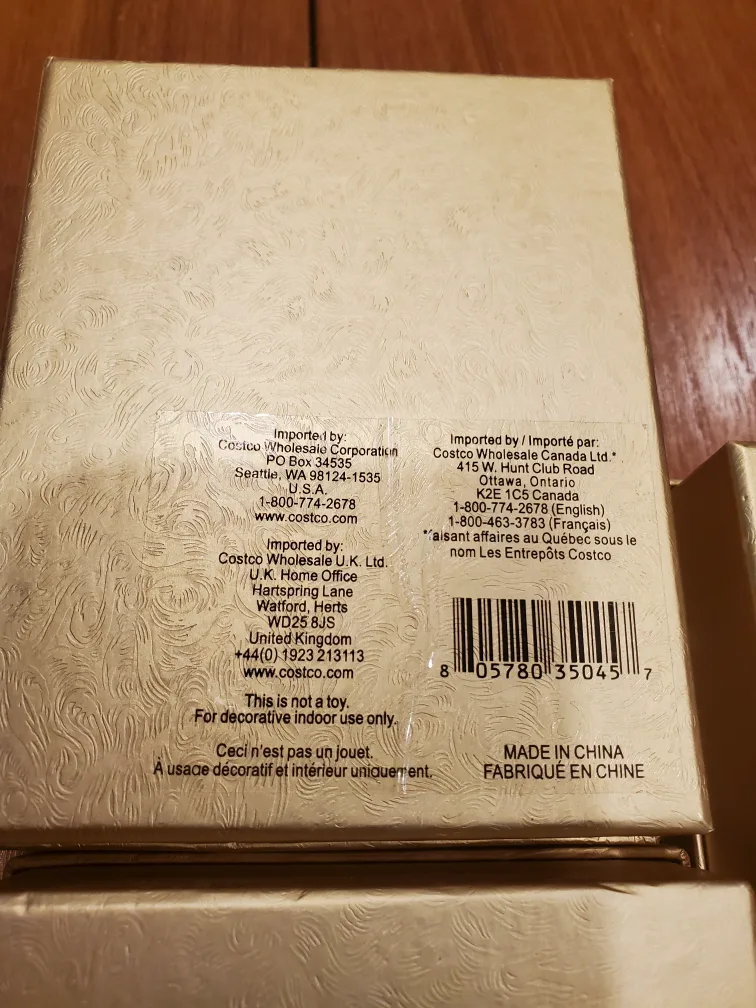 Imported by:
Costco Wholesale Corporation
PO Box 34535
Seattle, WA 98124-1535
U.S.A.
1-800-774-2678
www.costco.com
Imported by:
Costco Wholesale U.K. Ltd.
U.K. Home Office
Hartspring Lane
Watford, Herts
WD25 8JS
United Kingdom
+44(0) 1923 213113
www.costco.com
This is not a toy.
For decorative indoor use only.
Ceci n'est pas un jouet.
À usage décoratif et intérieur uniquement.
Imported by / Importé par:
Costco Wholesale Canada Ltd.*
415 W. Hunt Club Road
Ottawa, Ontario
K2E 1C5 Canada
1-800-774-2678 (English)
1-800-463-3783 (Français)
*faisant affaires au Québec sous le
nom Les Entrepôts Costco
8 05780 35045 7
MADE IN CHINA
FABRIQUÉ EN CHINE